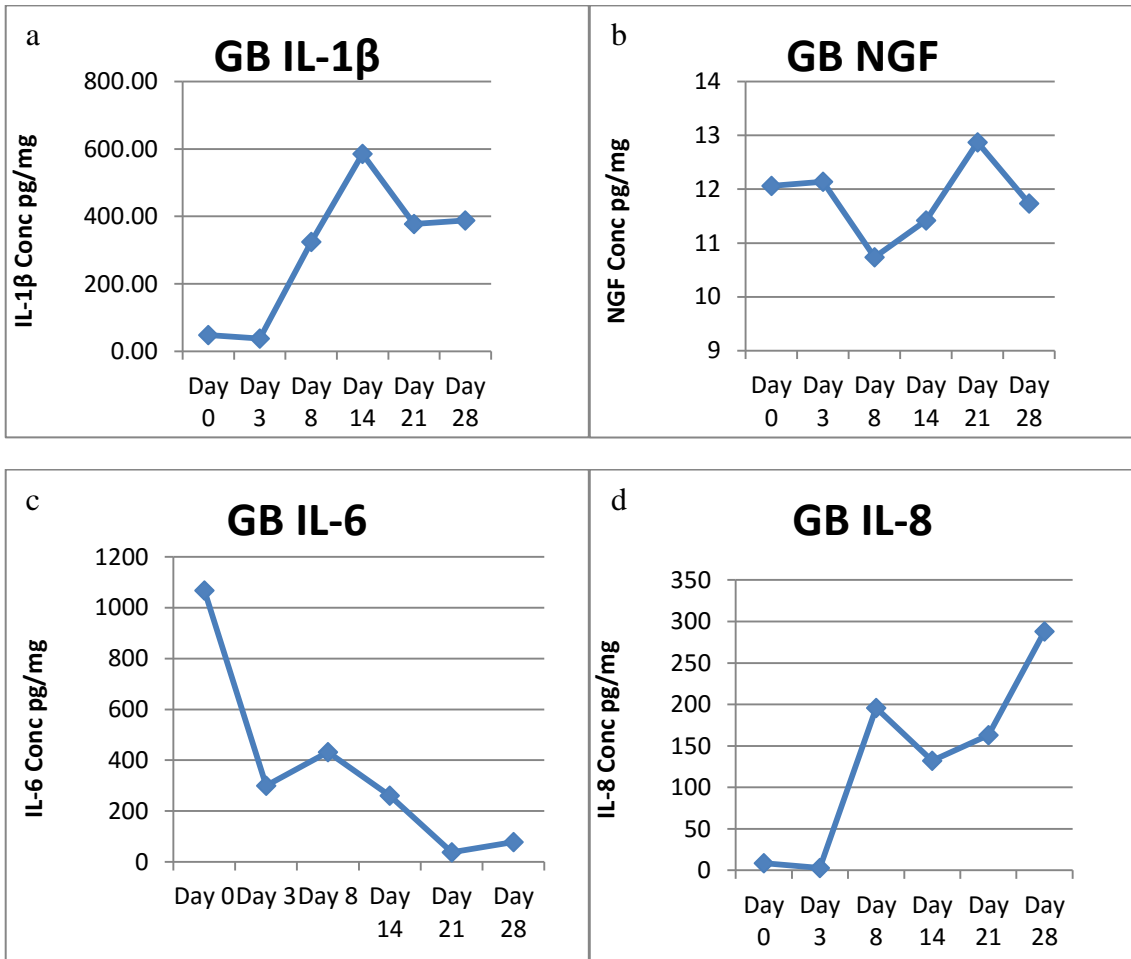 a
GB IL-1β
IL-1β Conc pg/mg
800.00
600.00
400.00
200.00
0.00
Day Day Day Day Day Day
0 3 8 14 21 28
b
GB NGF
NGF Conc pg/mg
14
13
12
11
10
9
Day Day Day Day Day Day
0 3 8 14 21 28
c
GB IL-6
IL-6 Conc pg/mg
1200
1000
800
600
400
200
0
Day 0 Day 3 Day 8 Day Day Day
14 21 28
d
GB IL-8
IL-8 Conc pg/mg
350
300
250
200
150
100
50
0
Day Day Day Day Day Day
0 3 8 14 21 28